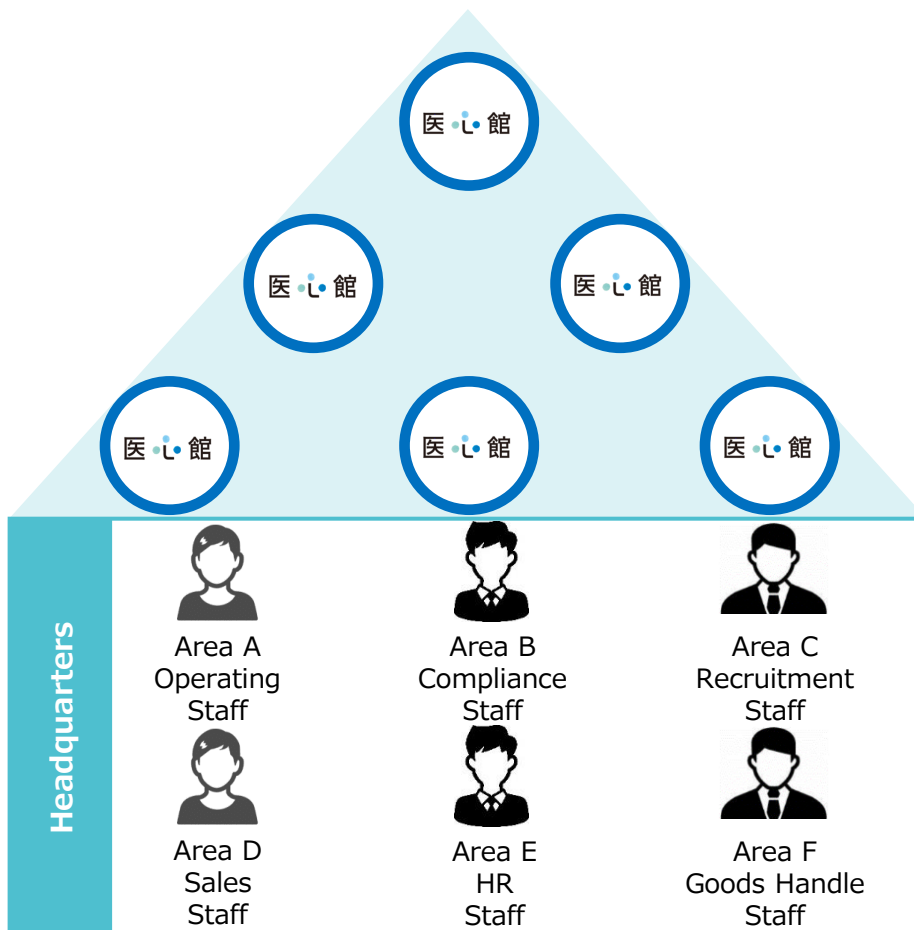 医心館
医心館
医心館
医心館
医心館
医心館
Headquarters
Area A
Operating
Staff
Area B
Compliance
Staff
Area C
Recruitment
Staff
Area D
Sales
Staff
Area E
HR
Staff
Area F
Goods Handle
Staff